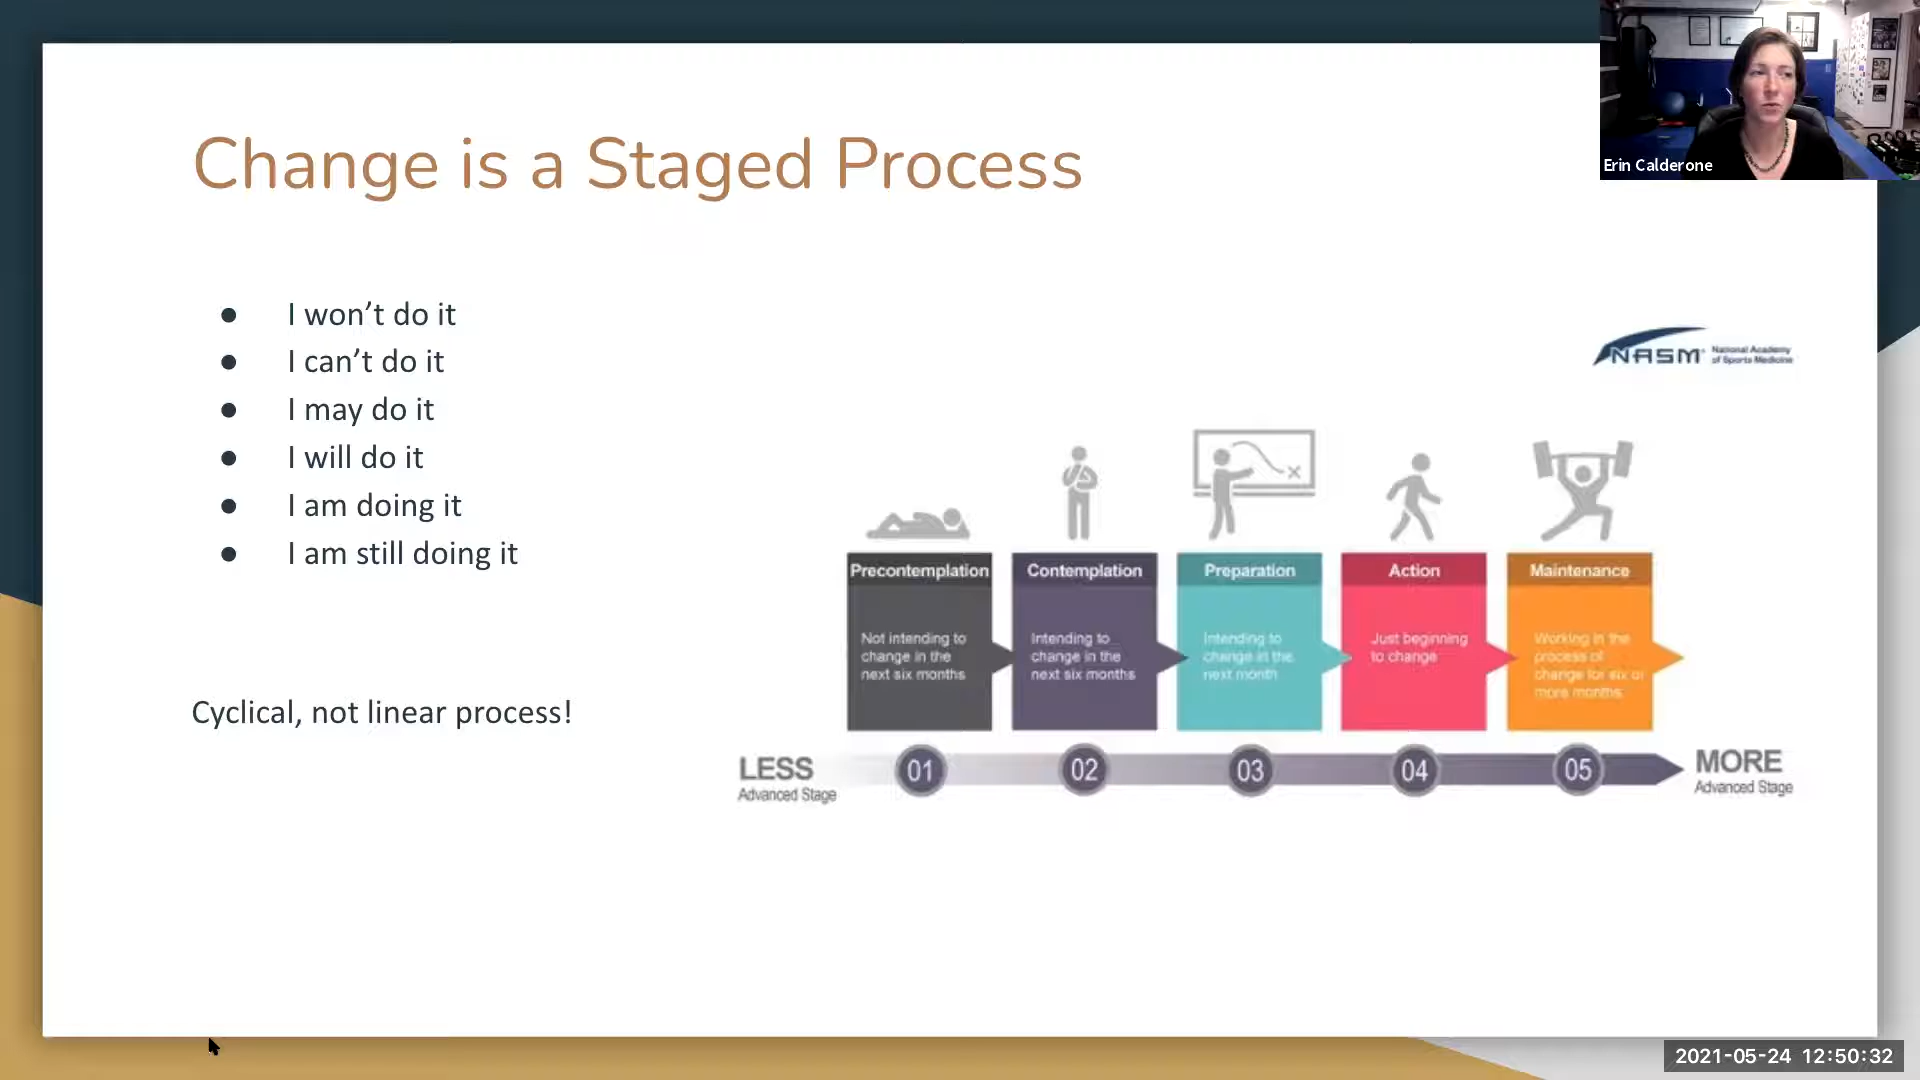 Change is a Staged Process
Erin Calderone
● I won’t do it
● I can’t do it
● I may do it
● I will do it
● I am doing it
● I am still doing it
Cyclical, not linear process!
NASM National Academy
of Sports Medicine
Precontemplation
Not intending to
change in the
next six months
Contemplation
Intending to
change in the
next six months
Preparation
Intending to
change in the
next month
Action
Just beginning
to change
Maintenance
Working in the
process of
change for six or
more months
LESS
Advanced Stage
01
02
03
04
05
MORE
Advanced Stage
2021-05-24 12:50:32